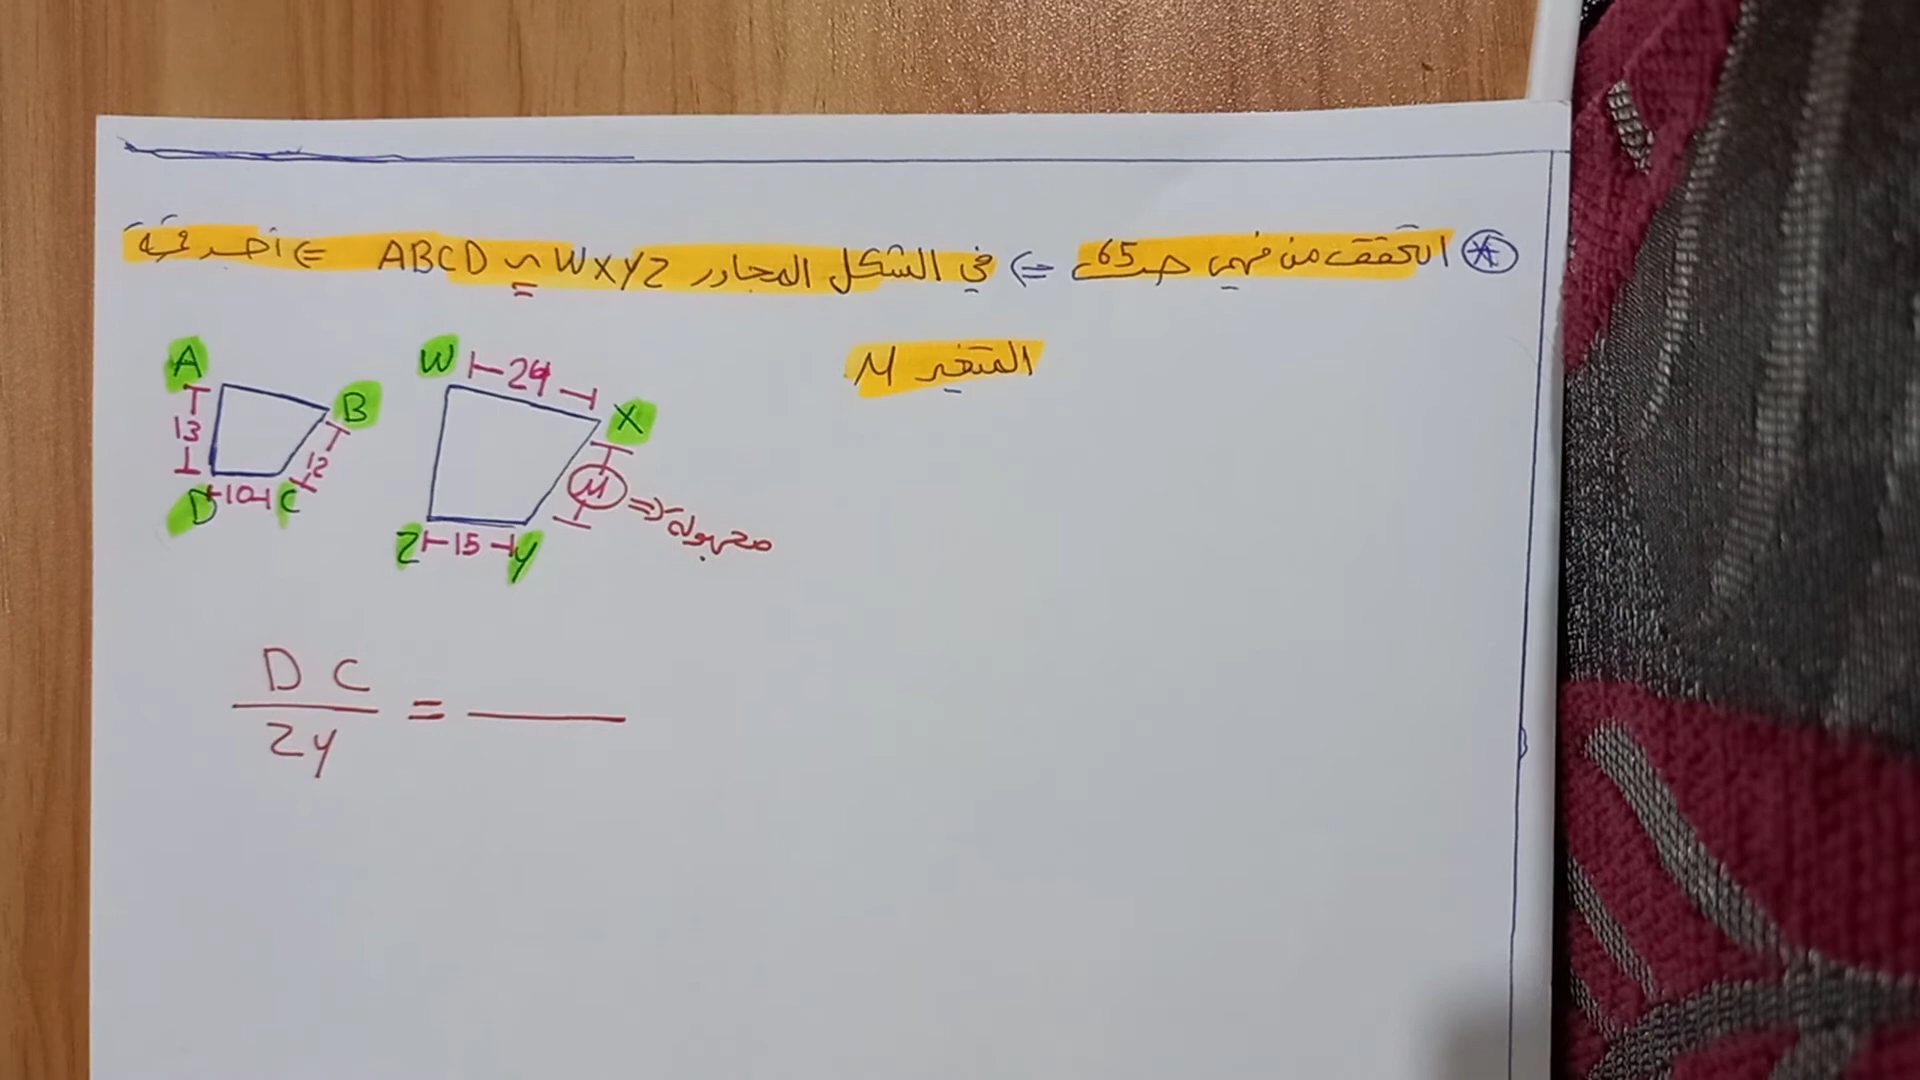 التحقق من فهمي صـ65 ⇐ في الشكل المجاور ABCD ~ WXYZ ⇐ أجد قيمة
المتغير M
A
B
13
12
D
10
C
W
24
X
M ⇒ مجهولة
Z
15
Y
DC
ZY
=